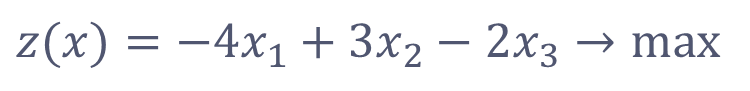 z(x) = −4x₁ + 3x₂ − 2x₃ → max